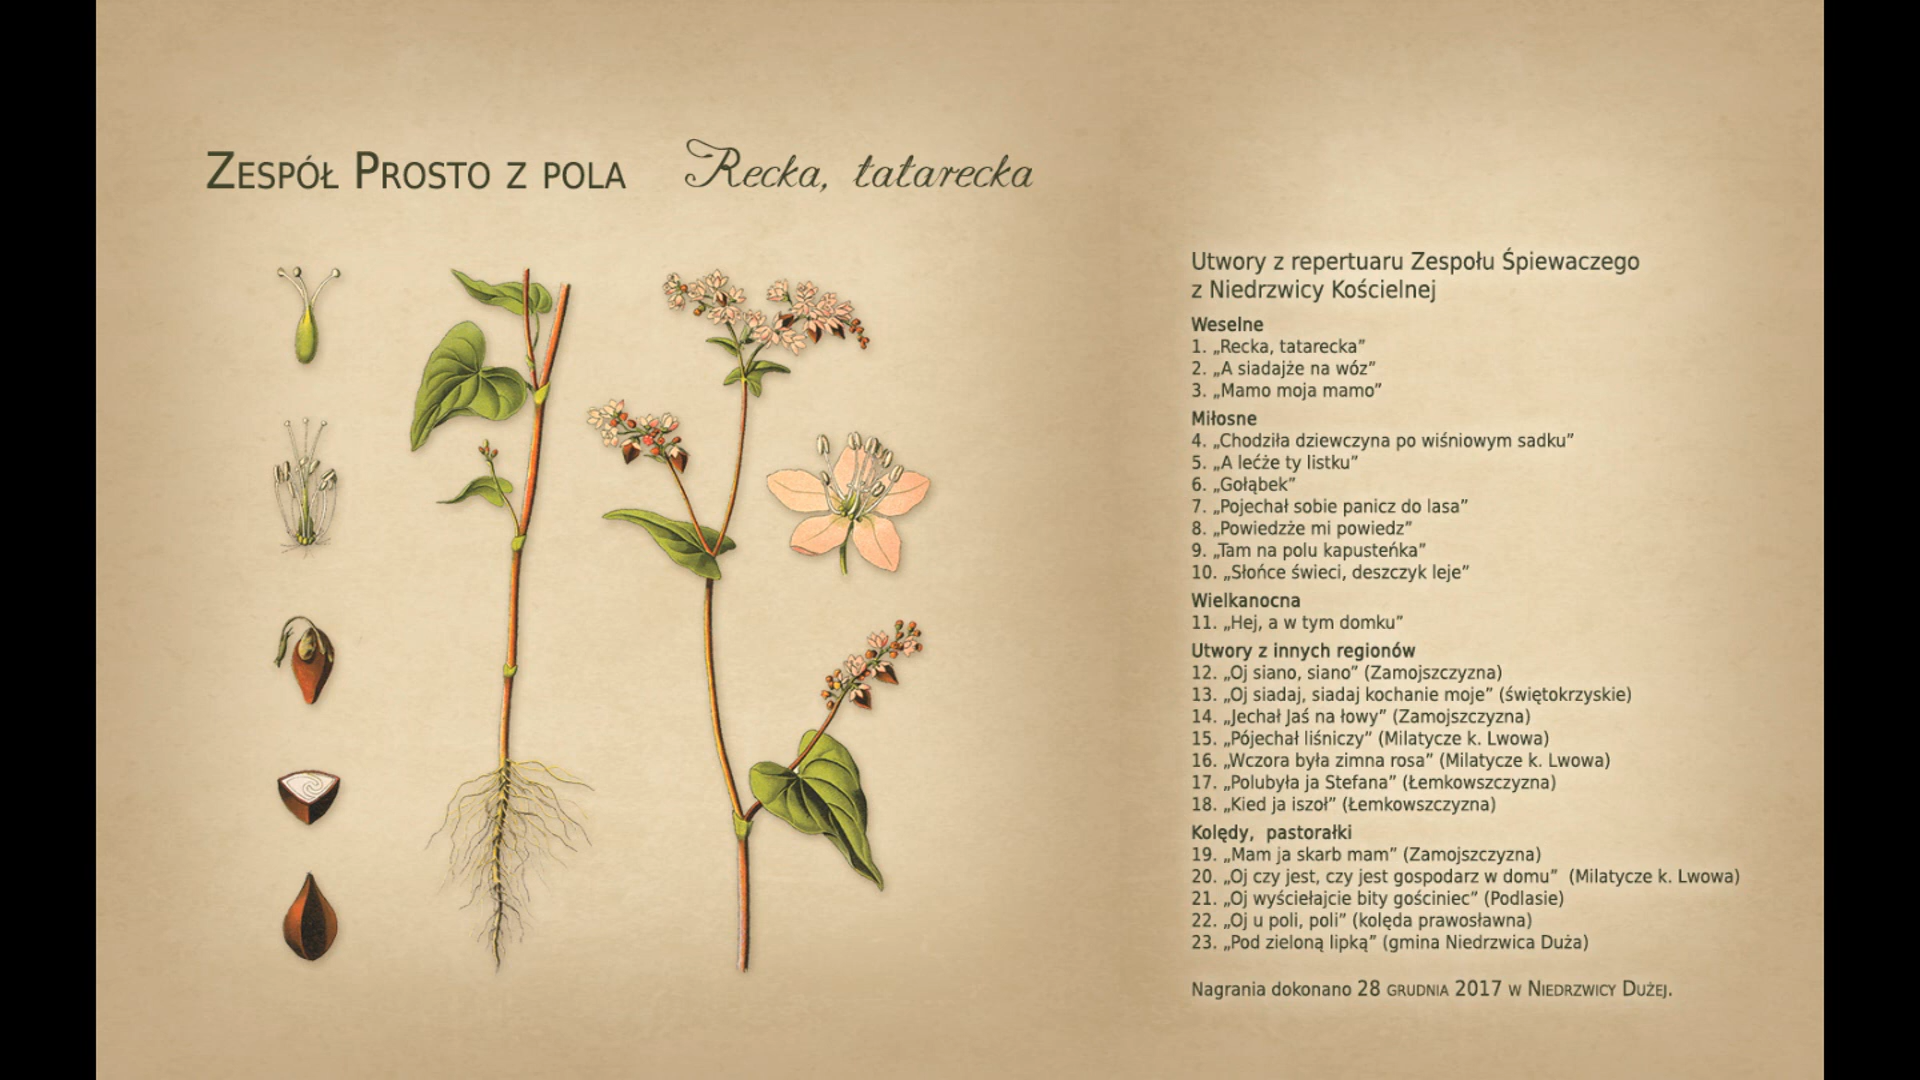 Zespół Prosto z pola Recka, tatarecka
Utwory z repertuaru Zespołu Śpiewaczego
z Niedrzwicy Kościelnej
Weselne
1. „Recka, tatarecka”
2. „A siadajże na wóz”
3. „Mamo moja mamo”
Miłosne
4. „Chodziła dziewczyna po wiśniowym sadku”
5. „A lećże ty listku”
6. „Gołąbek”
7. „Pojechał sobie panicz do lasa”
8. „Powiedzże mi powiedz”
9. „Tam na polu kapusteńka”
10. „Słońce świeci, deszczyk leje”
Wielkanocna
11. „Hej, a w tym domku”
Utwory z innych regionów
12. „Oj siano, siano” (Zamojszczyzna)
13. „Oj siadaj, siadaj kochanie moje” (świętokrzyskie)
14. „Jechał Jaś na łowy” (Zamojszczyzna)
15. „Pójechał liśniczy” (Milatycze k. Lwowa)
16. „Wczora była zimna rosa” (Milatycze k. Lwowa)
17. „Polubyła ja Stefana” (Łemkowszczyzna)
18. „Kied ja iszoł” (Łemkowszczyzna)
Kolędy, pastorałki
19. „Mam ja skarb mam” (Zamojszczyzna)
20. „Oj czy jest, czy jest gospodarz w domu” (Milatycze k. Lwowa)
21. „Oj wyściełajcie bity gościniec” (Podlasie)
22. „Oj u poli, poli” (kolęda prawosławna)
23. „Pod zieloną lipką” (gmina Niedrzwica Duża)
Nagrania dokonano 28 grudnia 2017 w Niedrzwicy Dużej.